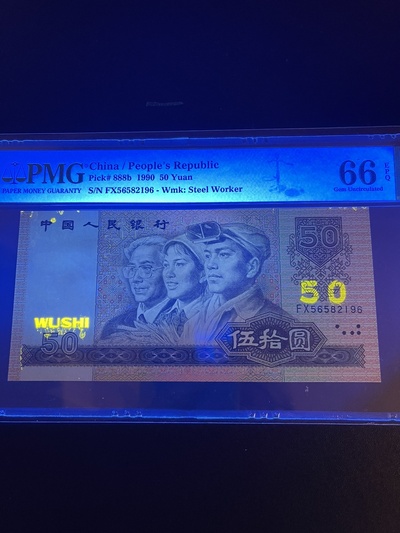 PMG
PAPER MONEY GUARANTY
China / People's Republic
Pick# 888b 1990 50 Yuan
S/N FX56582196 - Wmk: Steel Worker
66
EPQ
Gem Uncirculated
中国人民银行
50
50
FX56582196
WUSHI
50
伍拾圆